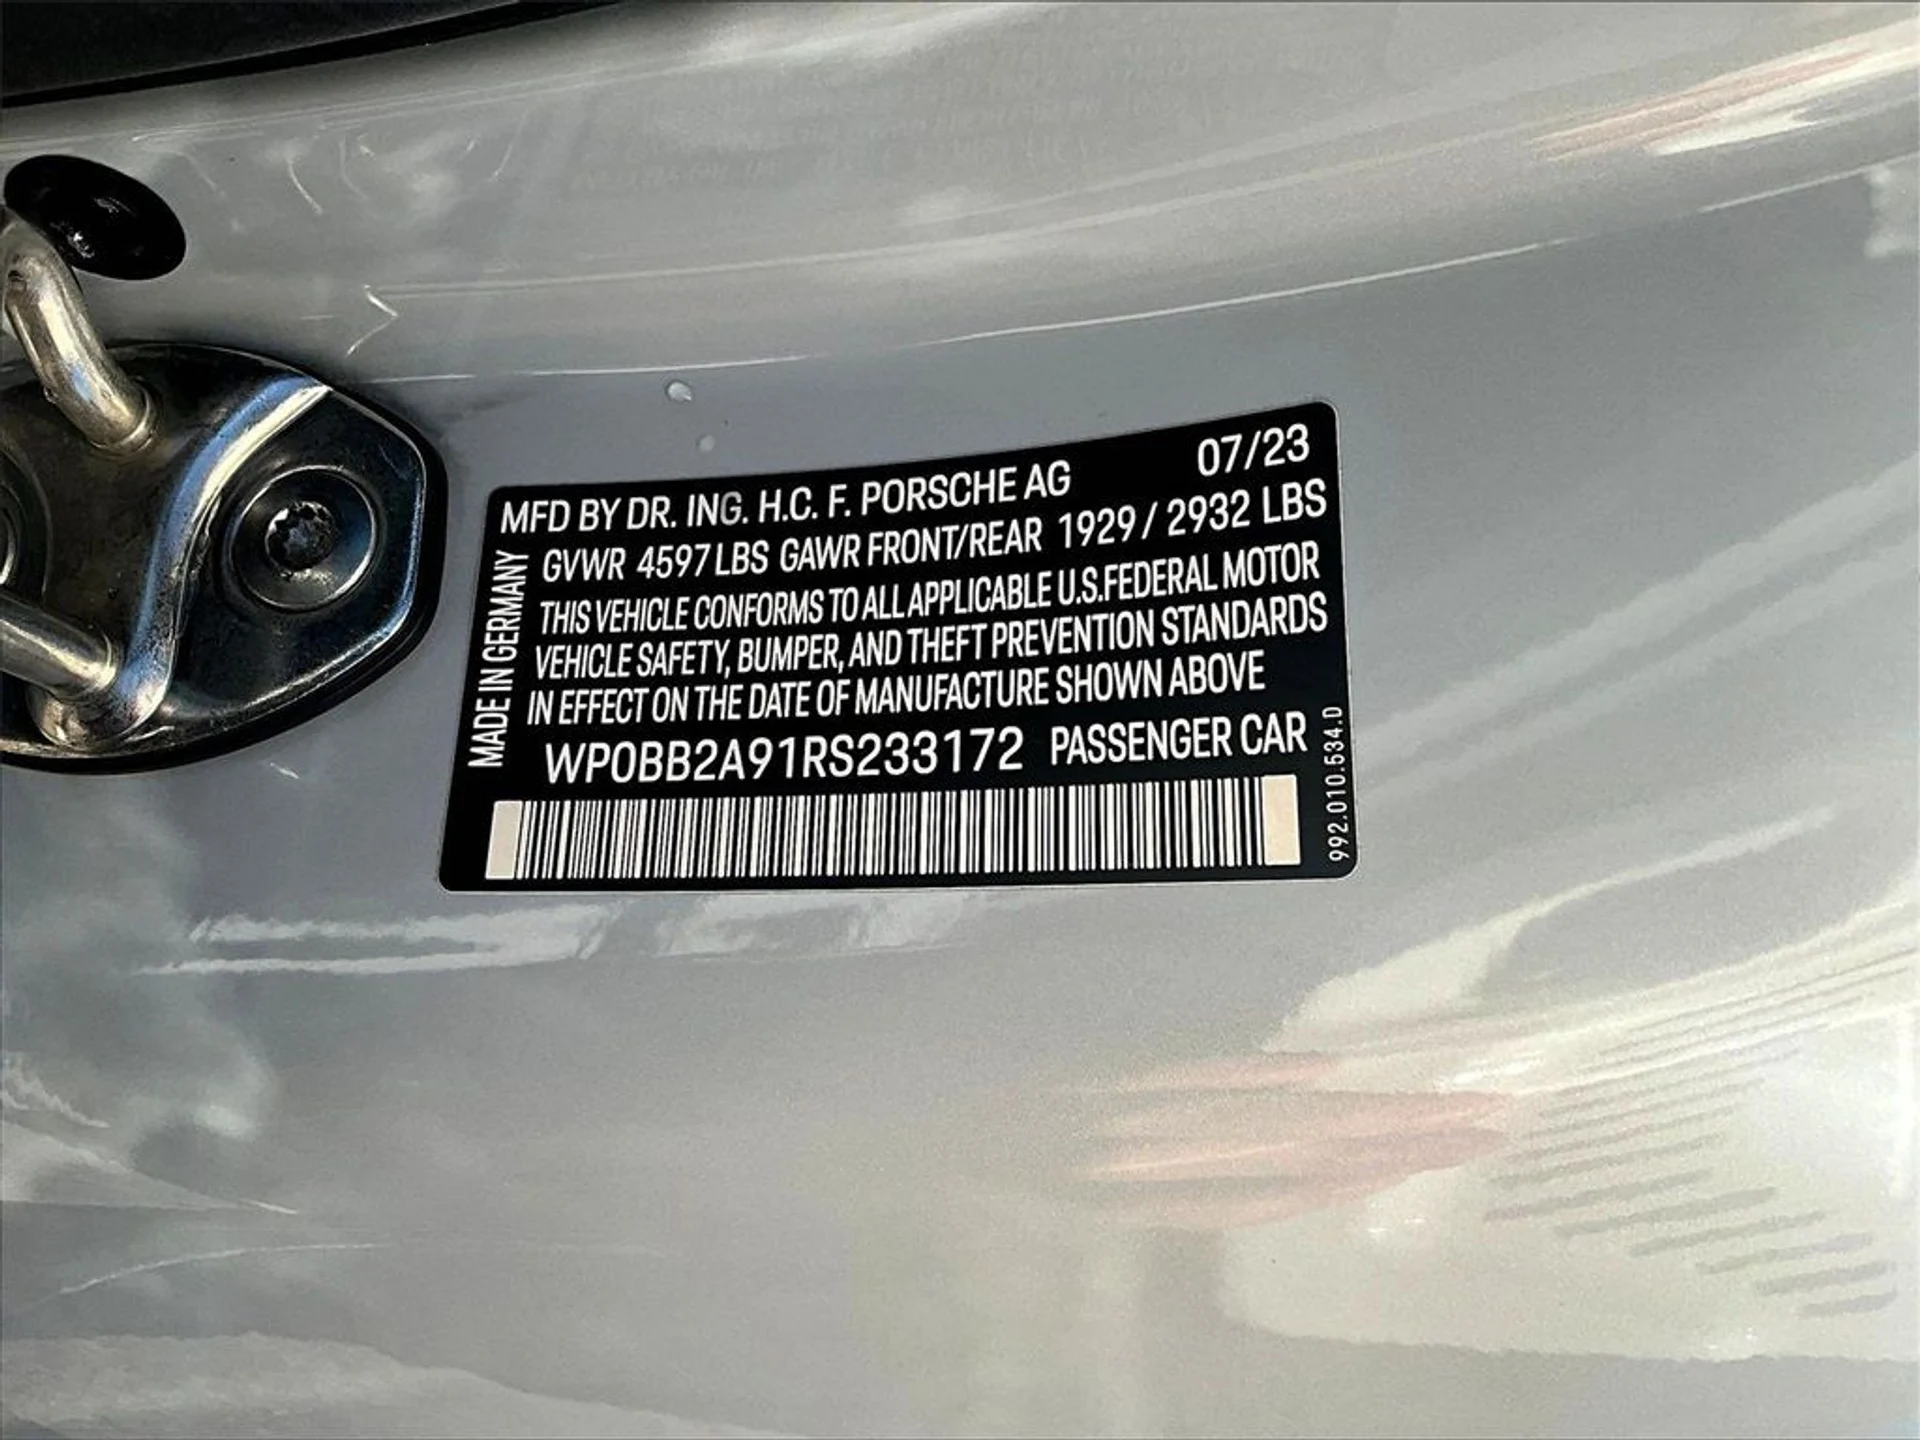 MFD BY DR. ING. H.C. F. PORSCHE AG 07/23
GVWR 4597 LBS GAWR FRONT/REAR 1929 / 2932 LBS
THIS VEHICLE CONFORMS TO ALL APPLICABLE U.S.FEDERAL MOTOR
VEHICLE SAFETY, BUMPER, AND THEFT PREVENTION STANDARDS
IN EFFECT ON THE DATE OF MANUFACTURE SHOWN ABOVE
WP0BB2A91RS233172 PASSENGER CAR
MADE IN GERMANY
992.010.534.D